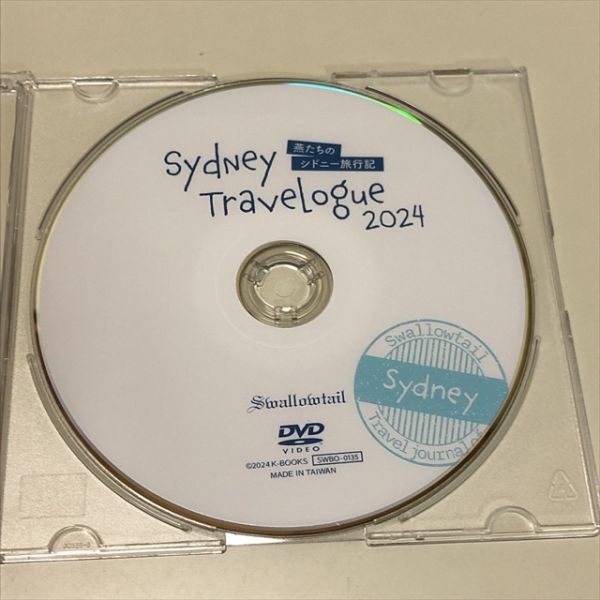 Sydney
燕たちの
シドニー旅行記
Travelogue
2024
Swallowtail
Sydney
Travel journal
Swallowtail
DVD
VIDEO
©2024 K-BOOKS SWBO-0135
MADE IN TAIWAN